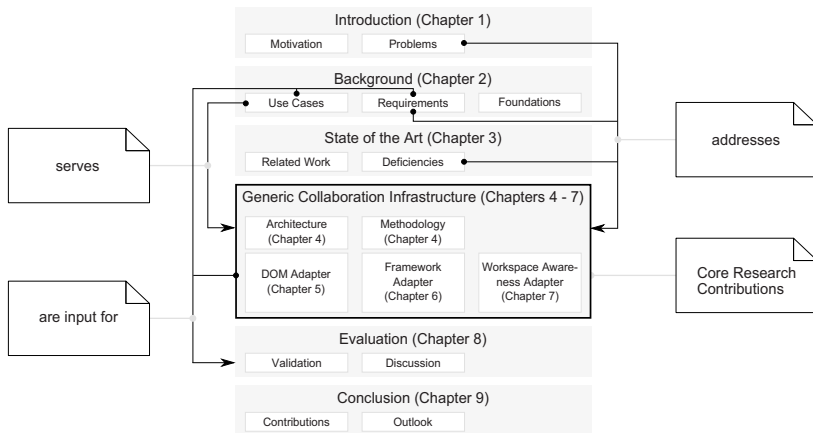 Introduction (Chapter 1)
Motivation
Problems
Background (Chapter 2)
Use Cases
Requirements
Foundations
State of the Art (Chapter 3)
Related Work
Deficiencies
serves
addresses
Generic Collaboration Infrastructure (Chapters 4 - 7)
Architecture
(Chapter 4)
Methodology
(Chapter 4)
DOM Adapter
(Chapter 5)
Framework
Adapter
(Chapter 6)
Workspace Aware-
ness Adapter
(Chapter 7)
Core Research
Contributions
are input for
Evaluation (Chapter 8)
Validation
Discussion
Conclusion (Chapter 9)
Contributions
Outlook